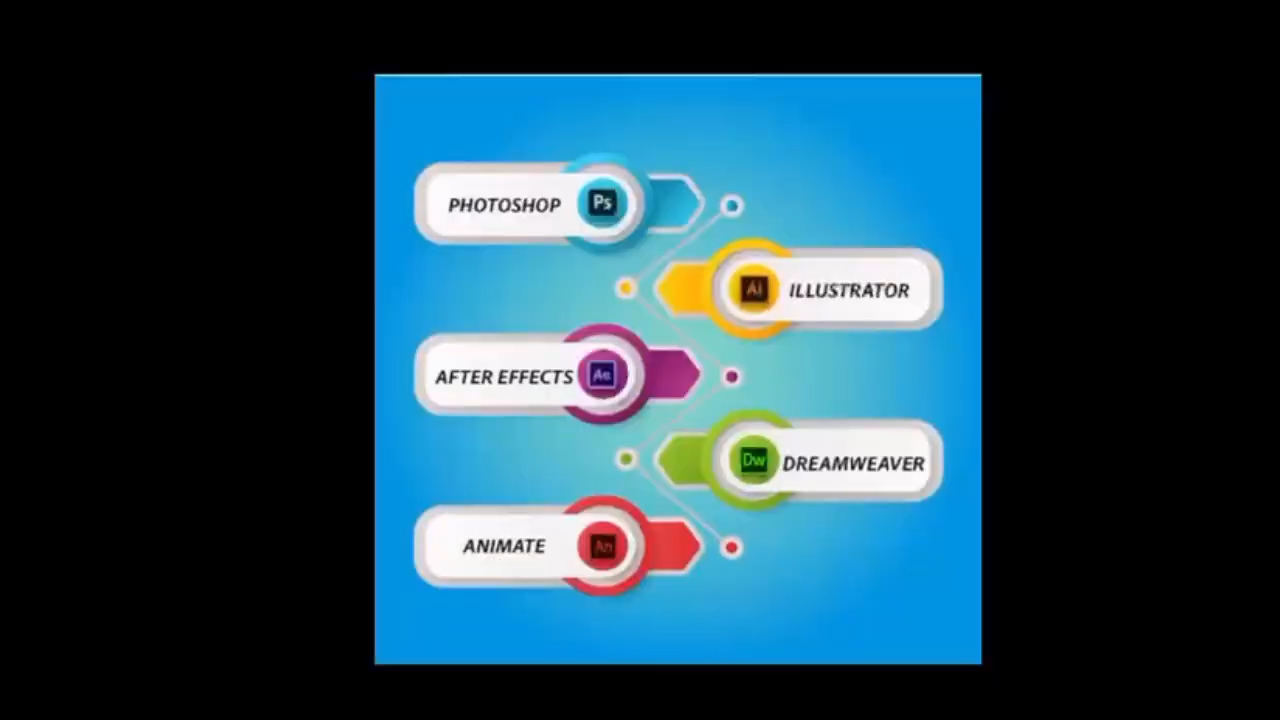 PHOTOSHOP
Ps
Ai
ILLUSTRATOR
AFTER EFFECTS
Ae
Dw
DREAMWEAVER
ANIMATE
An